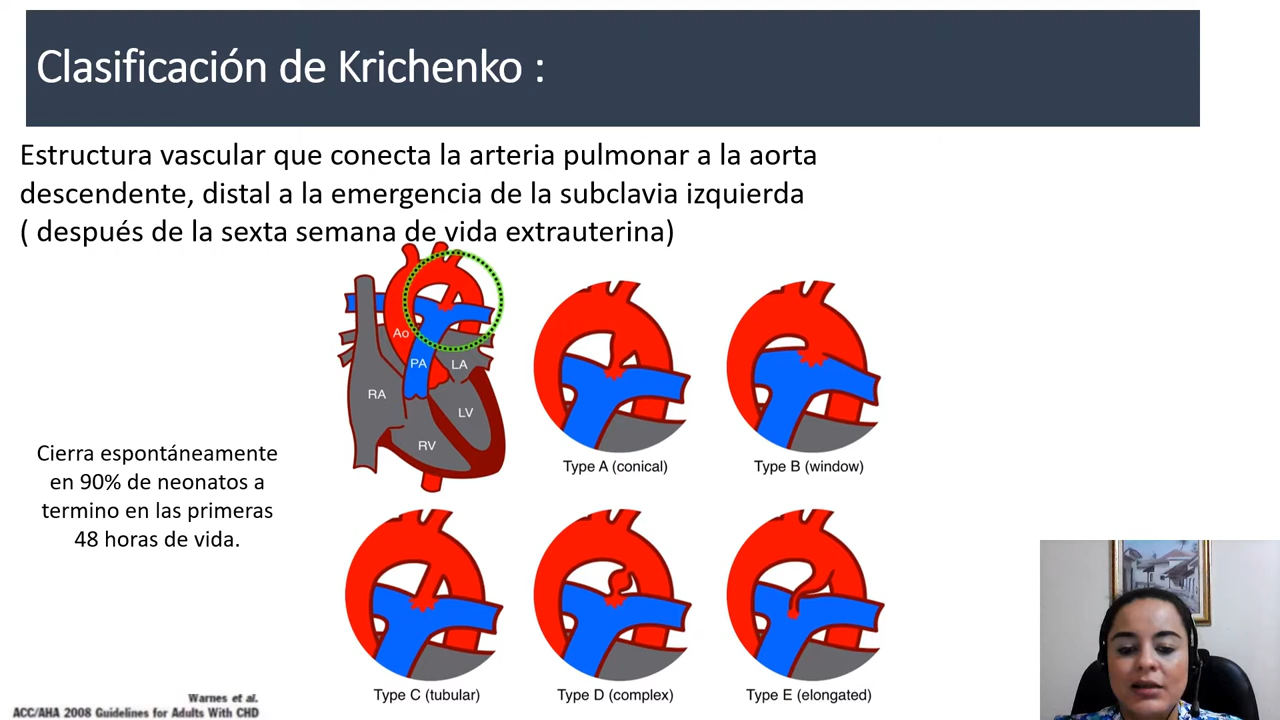 Clasificación de Krichenko :
Estructura vascular que conecta la arteria pulmonar a la aorta
descendente, distal a la emergencia de la subclavia izquierda
( después de la sexta semana de vida extrauterina)
Ao
PA
LA
RA
LV
RV
Type A (conical)
Type B (window)
Cierra espontáneamente
en 90% de neonatos a
termino en las primeras
48 horas de vida.
Type C (tubular)
Type D (complex)
Type E (elongated)
Warnes et al.
ACC/AHA 2008 Guidelines for Adults With CHD